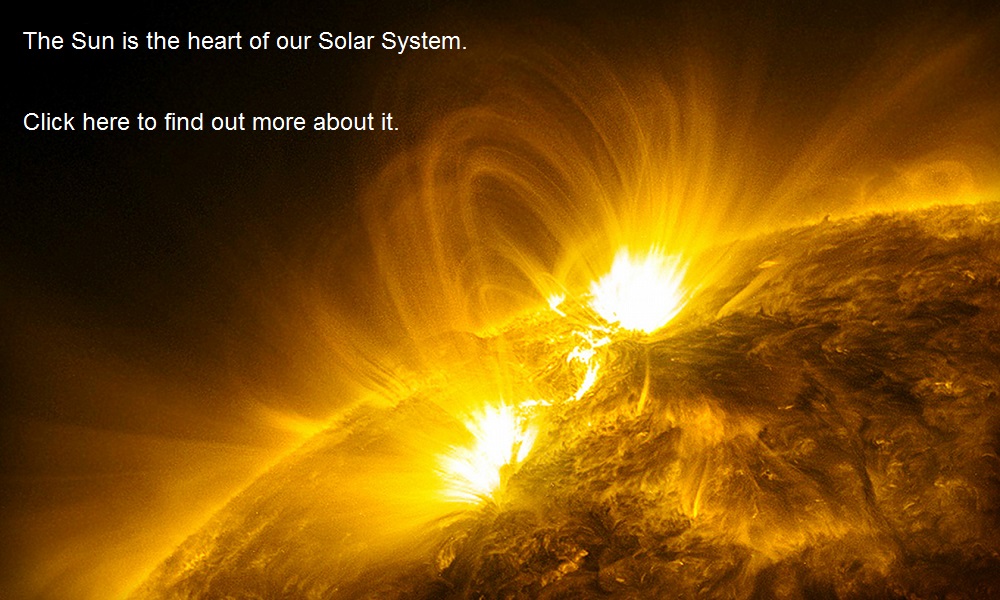 The Sun is the heart of our Solar System.
Click here to find out more about it.